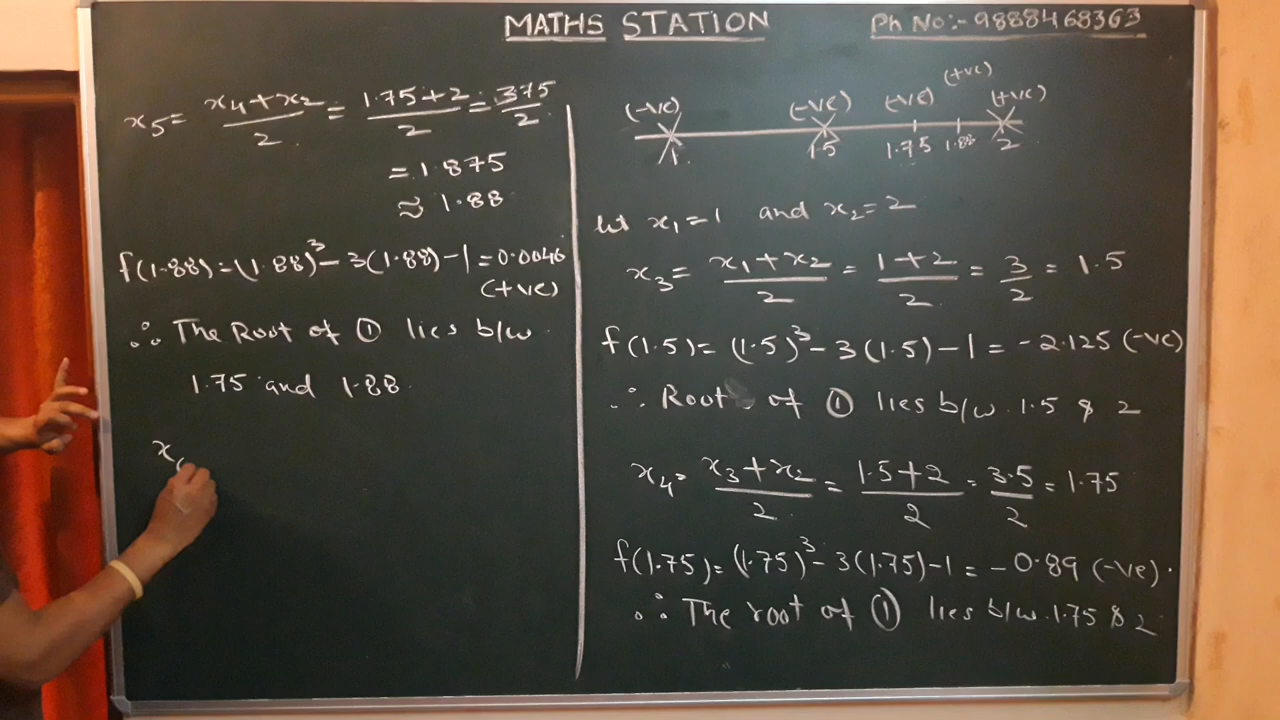 MATHS STATION
Ph No:- 9888468363
x₅ = (x₄ + x₂)/2 = (1.75 + 2)/2 = 3.75/2
= 1.875
≈ 1.88
f(1.88) = (1.88)³ - 3(1.88) - 1 = 0.0046
(+ve)
∴ The Root of ① lies b/w
1.75 and 1.88.
x₆
(-ve) (-ve) (-ve) (+ve) (+ve)
1 1.5 1.75 1.88 2
let x₁ = 1 and x₂ = 2
x₃ = (x₁ + x₂)/2 = (1 + 2)/2 = 3/2 = 1.5
f(1.5) = (1.5)³ - 3(1.5) - 1 = -2.125 (-ve)
∴ Root of ① lies b/w 1.5 & 2
x₄ = (x₃ + x₂)/2 = (1.5 + 2)/2 = 3.5/2 = 1.75
f(1.75) = (1.75)³ - 3(1.75) - 1 = -0.89 (-ve).
∴ The root of ① lies b/w 1.75 & 2